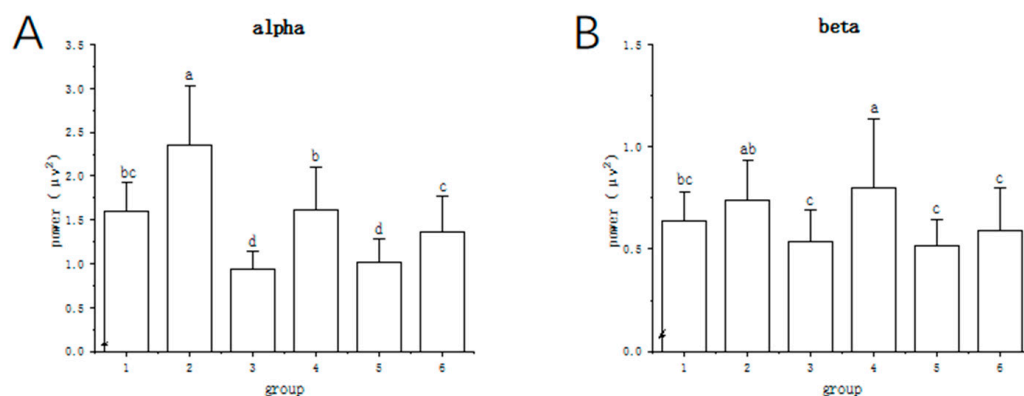 A
alpha
3.5
3.0
2.5
2.0
1.5
1.0
0.5
0.0
power ( μv²)
bc
a
d
b
d
c
1 2 3 4 5 6
group
B
beta
1.5
1.0
0.5
0.0
power ( μv²)
bc
ab
c
a
c
c
1 2 3 4 5 6
group